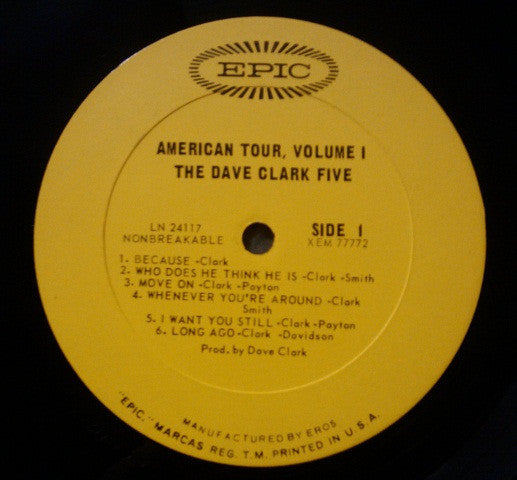 EPIC
AMERICAN TOUR, VOLUME I
THE DAVE CLARK FIVE
LN 24117
NONBREAKABLE
SIDE 1
XEM 77772
1. BECAUSE -Clark
2. WHO DOES HE THINK HE IS -Clark -Smith
3. MOVE ON -Clark -Payton
4. WHENEVER YOU'RE AROUND -Clark
Smith
5. I WANT YOU STILL -Clark -Payton
6. LONG AGO -Clark -Davidson
Prod. by Dave Clark
MANUFACTURED BY EROS
"EPIC," MARCAS REG. T.M. PRINTED IN U.S.A.